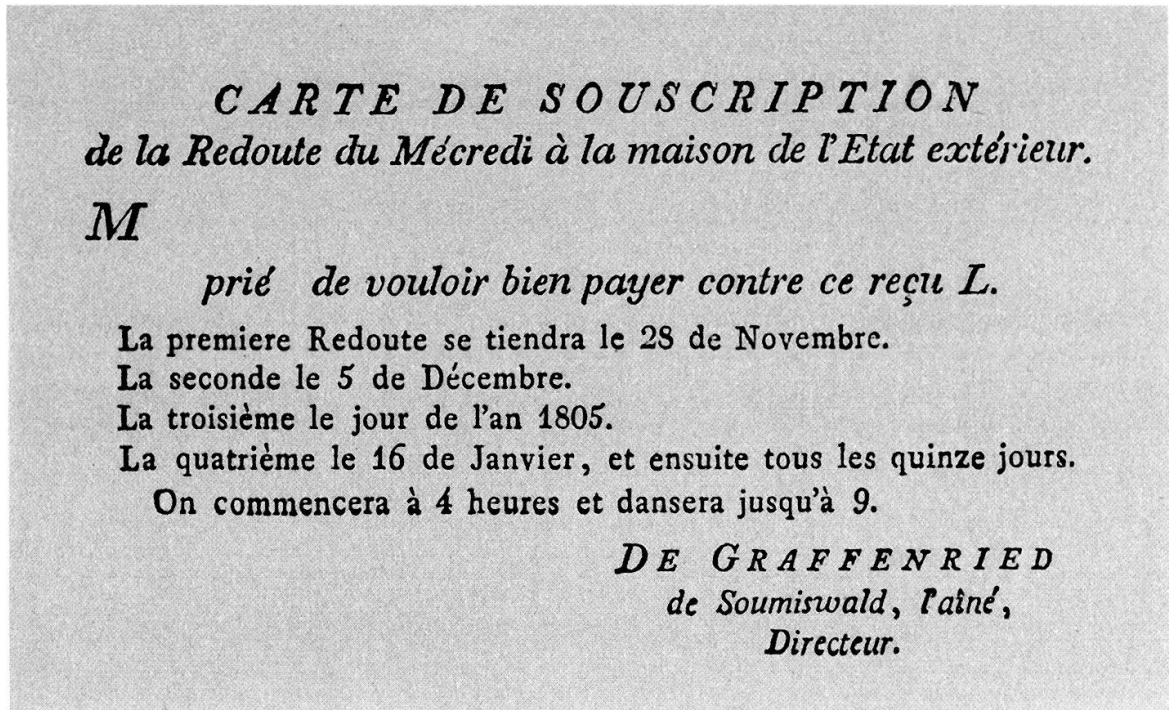 CARTE DE SOUSCRIPTION
de la Redoute du Mécredi à la maison de l'Etat extérieur.
M
prié de vouloir bien payer contre ce reçu L.
La premiere Redoute se tiendra le 28 de Novembre.
La seconde le 5 de Décembre.
La troisième le jour de l'an 1805.
La quatrième le 16 de Janvier, et ensuite tous les quinze jours.
On commencera à 4 heures et dansera jusqu'à 9.
DE GRAFFENRIED
de Soumiswald, l'aîné,
Directeur.